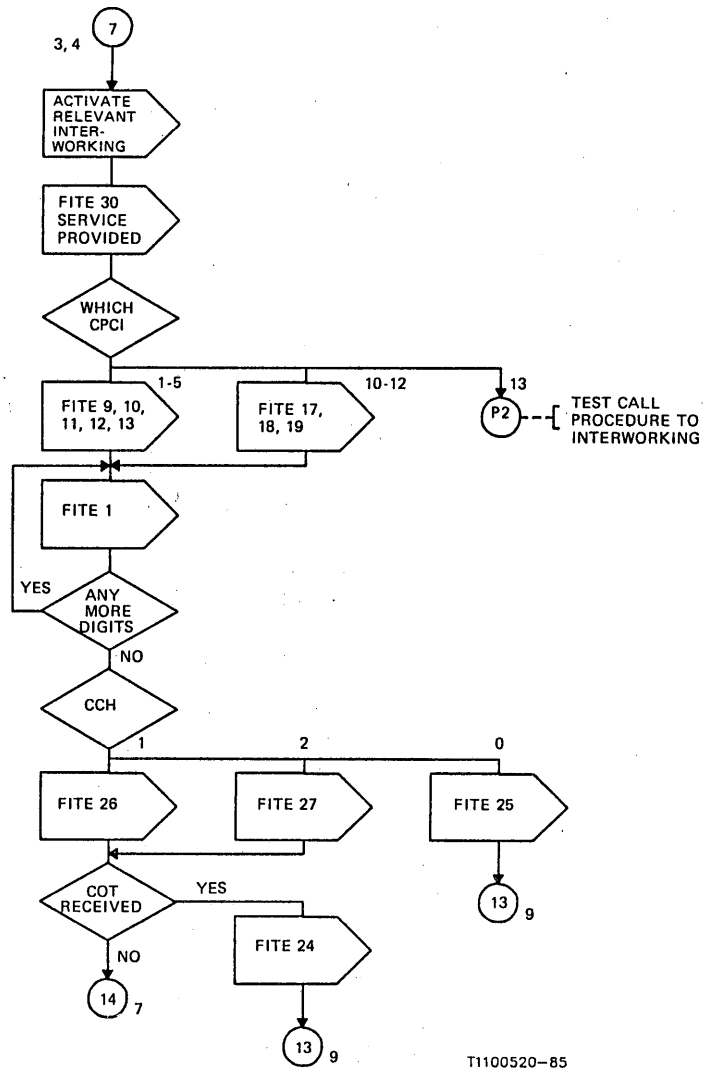 7
3, 4
ACTIVATE
RELEVANT
INTER-
WORKING
FITE 30
SERVICE
PROVIDED
WHICH
CPCI
1-5
10-12
13
FITE 9, 10,
11, 12, 13
FITE 17,
18, 19
P2
TEST CALL
PROCEDURE TO
INTERWORKING
FITE 1
YES
ANY
MORE
DIGITS
NO
CCH
1
2
0
FITE 26
FITE 27
FITE 25
COT
RECEIVED
YES
13
9
FITE 24
NO
14
7
13
9
T1100520-85